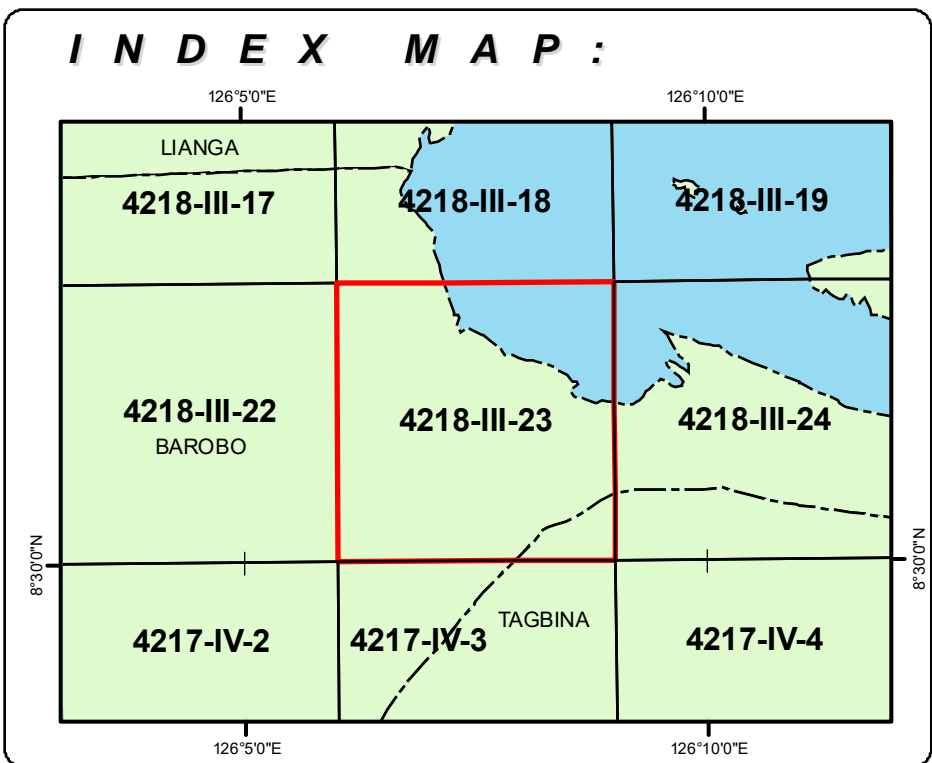 INDEX MAP:
126°5'0"E 126°10'0"E
LIANGA
4218-III-17 4218-III-18 4218-III-19
4218-III-22 4218-III-23 4218-III-24
BAROBO
8°30'0"N 8°30'0"N
TAGBINA
4217-IV-2 4217-IV-3 4217-IV-4
126°5'0"E 126°10'0"E